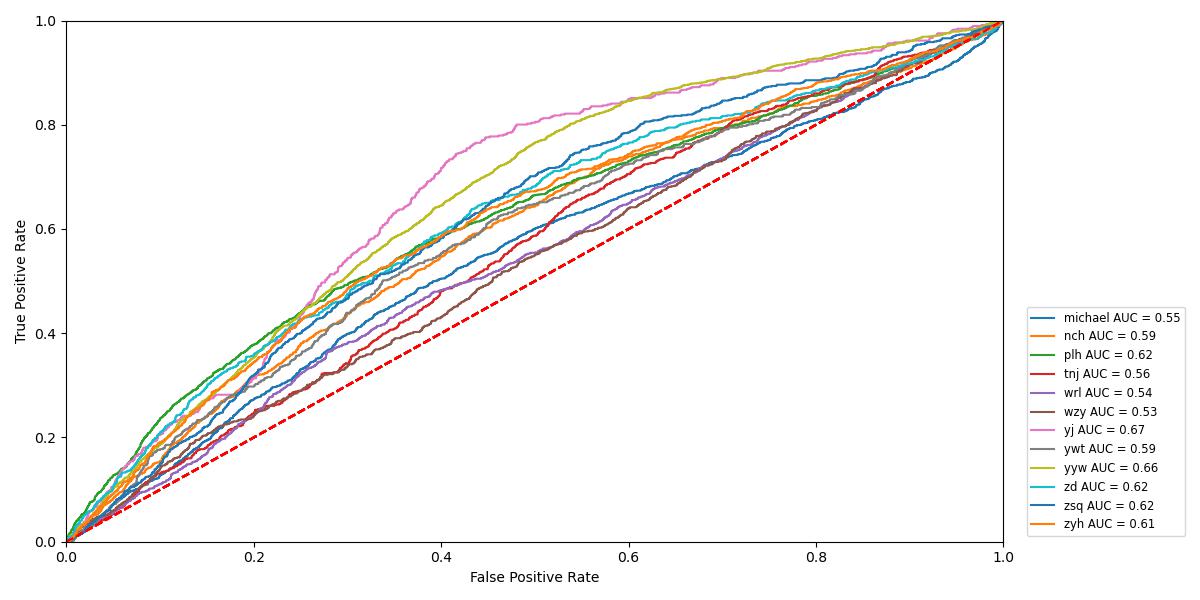 1.0
0.8
0.6
0.4
0.2
0.0
True Positive Rate
0.0 0.2 0.4 0.6 0.8 1.0
False Positive Rate
michael AUC = 0.55
nch AUC = 0.59
plh AUC = 0.62
tnj AUC = 0.56
wrl AUC = 0.54
wzy AUC = 0.53
yj AUC = 0.67
ywt AUC = 0.59
yyw AUC = 0.66
zd AUC = 0.62
zsq AUC = 0.62
zyh AUC = 0.61